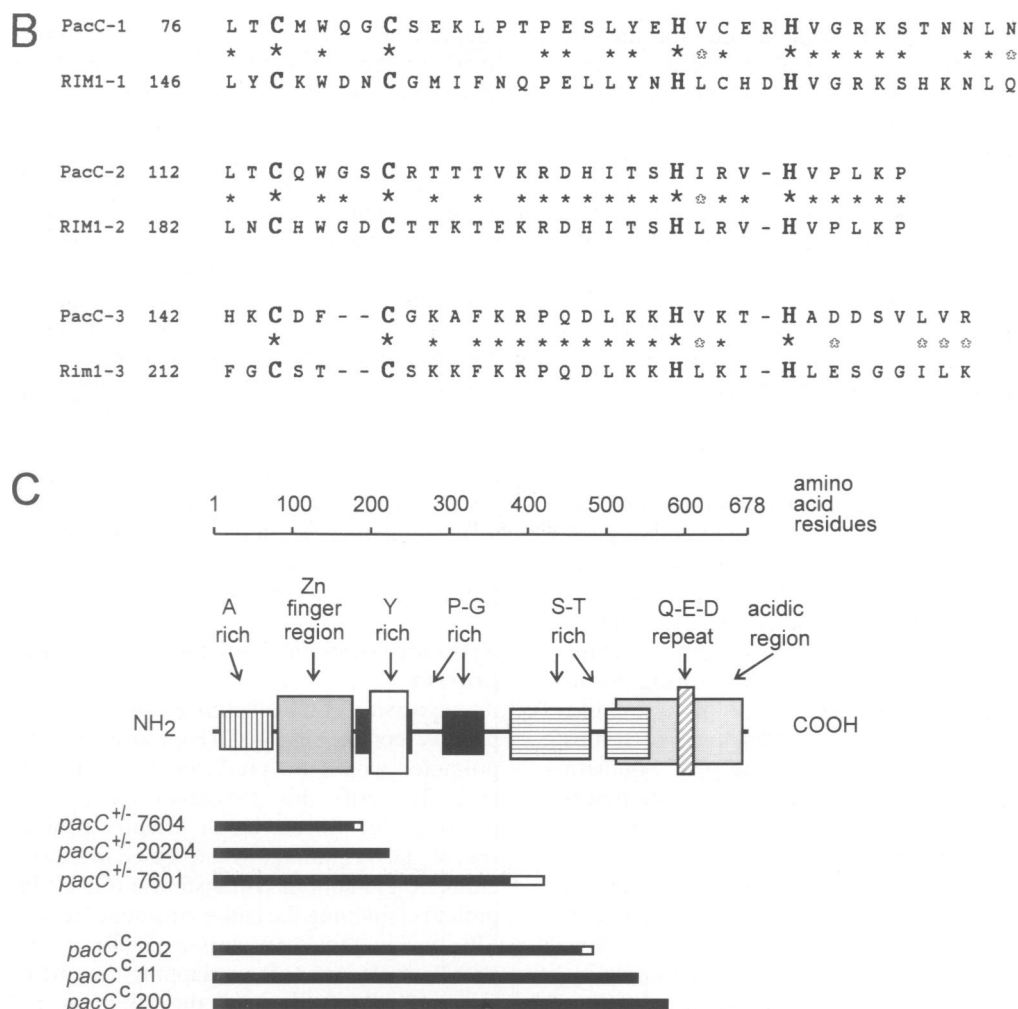 B
PacC-1 76 L T C M W Q G C S E K L P T P E S L Y E H V C E R H V G R K S T N N L N
* * * * * * * * * ✩ * * * * * * * * * ✩
RIM1-1 146 L Y C K W D N C G M I F N Q P E L L Y N H L C H D H V G R K S H K N L Q
PacC-2 112 L T C Q W G S C R T T T V K R D H I T S H I R V - H V P L K P
* * * * * * * * * * * * * * * ✩ * * * * * * * *
RIM1-2 182 L N C H W G D C T T K T E K R D H I T S H L R V - H V P L K P
PacC-3 142 H K C D F - - C G K A F K R P Q D L K K H V K T - H A D D S V L V R
* * * * * * * * * * * * * ✩ * * ✩ ✩ ✩ ✩
Rim1-3 212 F G C S T - - C S K K F K R P Q D L K K H L K I - H L E S G G I L K
C
1 100 200 300 400 500 600 678
amino
acid
residues
A
rich
Zn
finger
region
Y
rich
P-G
rich
S-T
rich
Q-E-D
repeat
acidic
region
NH2
COOH
pacC+/- 7604
pacC+/- 20204
pacC+/- 7601
pacCc 202
pacCc 11
pacCc 200